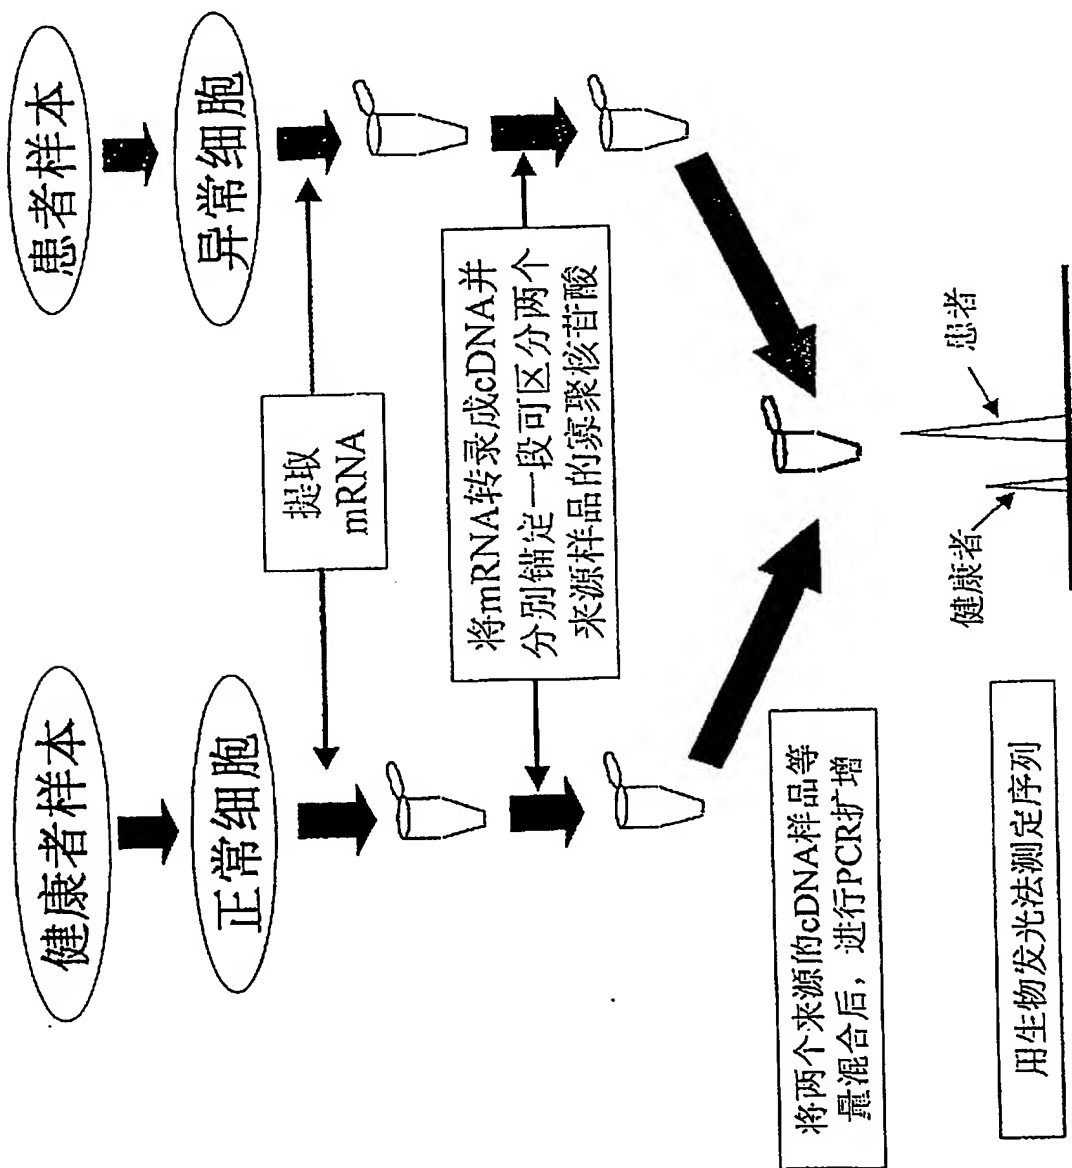 健康者样本
患者样本
正常细胞
异常细胞
提取
mRNA
将mRNA转录成cDNA并
分别锚定一段可区分两个
来源样品的寡聚核苷酸
将两个来源的cDNA样品等
量混合后，进行PCR扩增
健康者
患者
用生物发光法测定序列